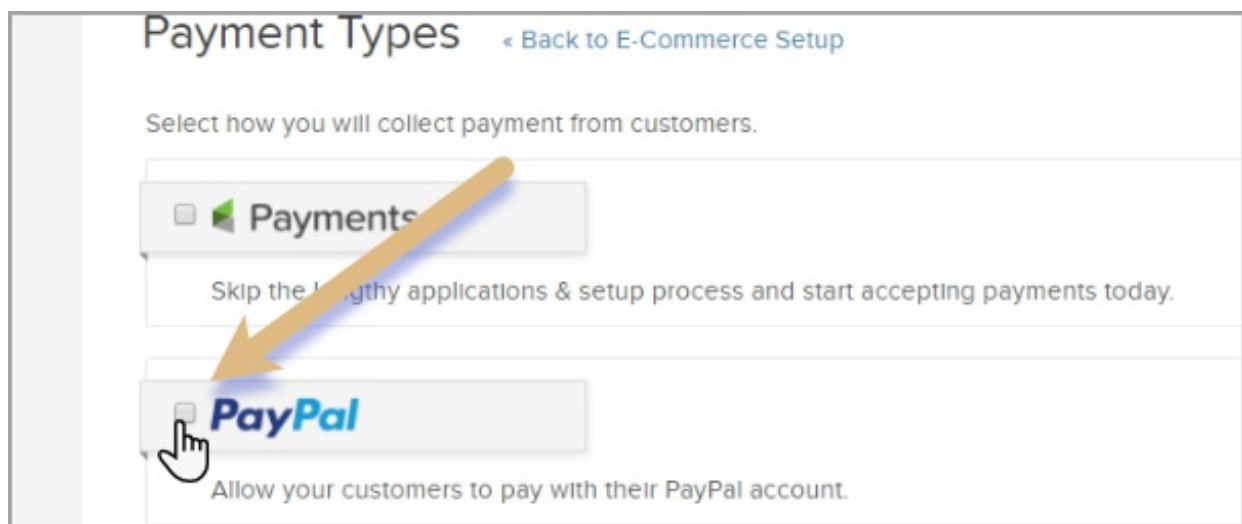 Payment Types « Back to E-Commerce Setup
Select how you will collect payment from customers.
Payments
Skip the lengthy applications & setup process and start accepting payments today.
PayPal
Allow your customers to pay with their PayPal account.